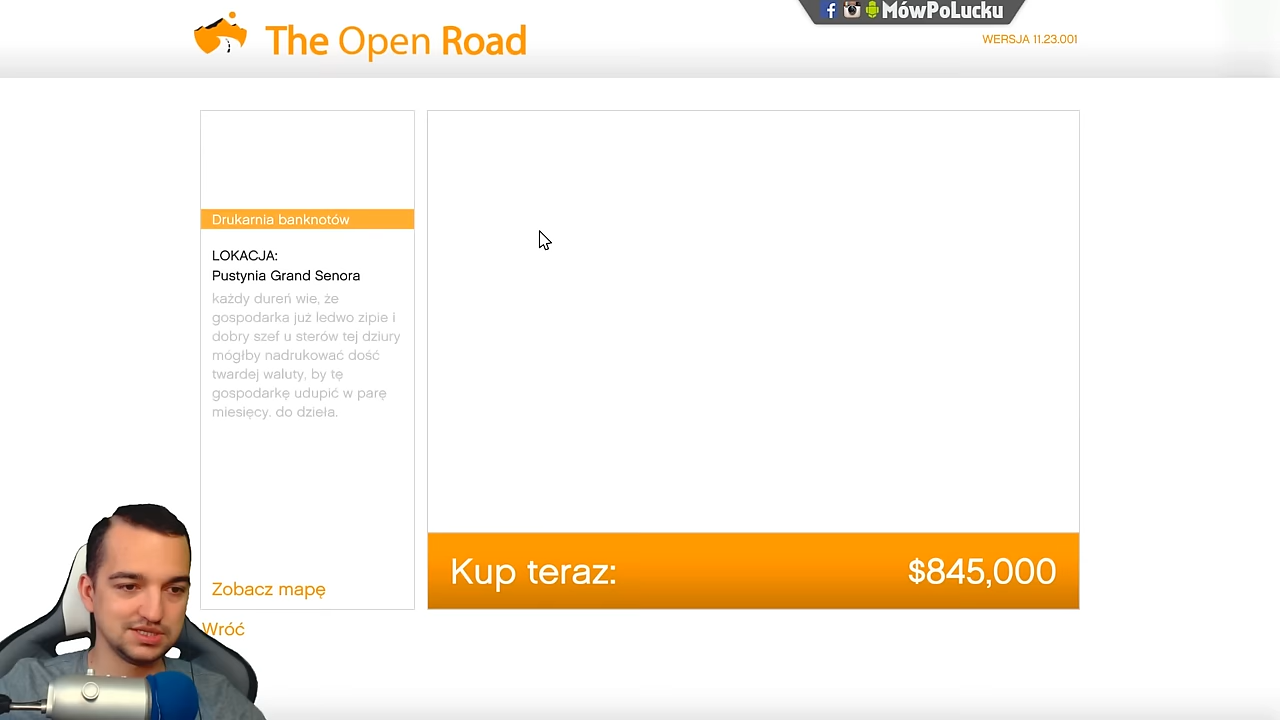 The Open Road
MówPoLucku
WERSJA 11.23.001
Drukarnia banknotów
LOKACJA:
Pustynia Grand Senora
każdy dureń wie, że
gospodarka już ledwo zipie i
dobry szef u sterów tej dziury
mógłby nadrukować dość
twardej waluty, by tę
gospodarkę udupić w parę
miesięcy. do dzieła.
Zobacz mapę
Kup teraz: $845,000
Wróć